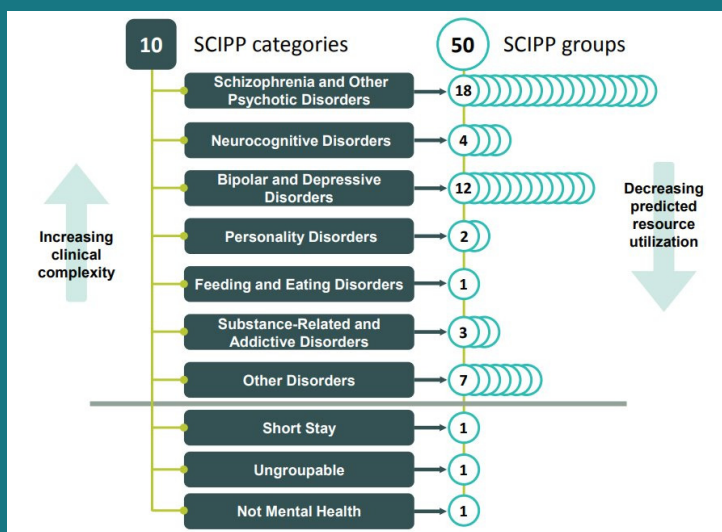 10 SCIPP categories 50 SCIPP groups
Schizophrenia and Other
Psychotic Disorders 18
Neurocognitive Disorders 4
Bipolar and Depressive
Disorders 12
Personality Disorders 2
Feeding and Eating Disorders 1
Substance-Related and
Addictive Disorders 3
Other Disorders 7
Short Stay 1
Ungroupable 1
Not Mental Health 1
Increasing
clinical
complexity
Decreasing
predicted
resource
utilization